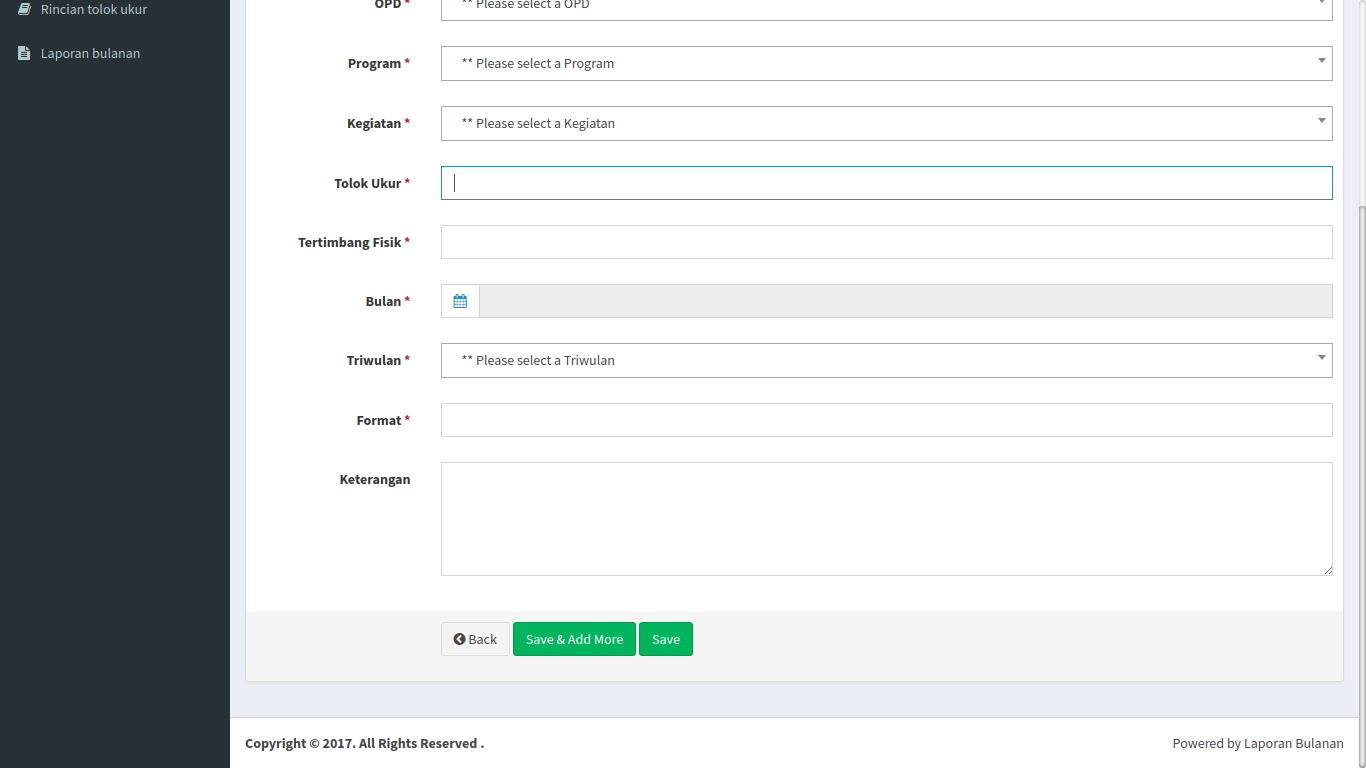 Rincian tolok ukur
Laporan bulanan
OPD *
** Please select a OPD
Program *
** Please select a Program
Kegiatan *
** Please select a Kegiatan
Tolok Ukur *
Tertimbang Fisik *
Bulan *
Triwulan *
** Please select a Triwulan
Format *
Keterangan
Back Save & Add More Save
Copyright © 2017. All Rights Reserved . Powered by Laporan Bulanan